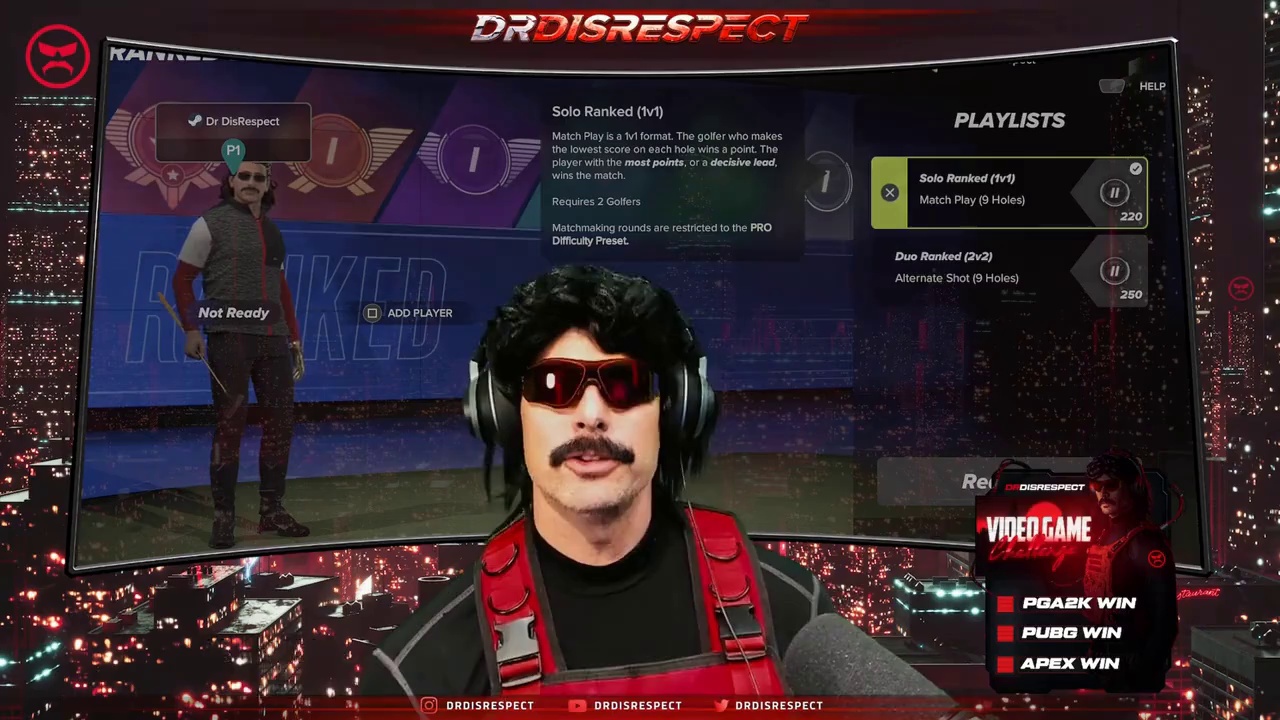 DRDISRESPECT
RANKED
Dr DisRespect
P1
Not Ready
ADD PLAYER
RANKED
Solo Ranked (1v1)
Match Play is a 1v1 format. The golfer who makes
the lowest score on each hole wins a point. The
player with the most points, or a decisive lead,
wins the match.
Requires 2 Golfers
Matchmaking rounds are restricted to the PRO
Difficulty Preset.
HELP
PLAYLISTS
Solo Ranked (1v1)
Match Play (9 Holes)
220
Duo Ranked (2v2)
Alternate Shot (9 Holes)
250
DRDISRESPECT
VIDEO GAME
PGA2K WIN
PUBG WIN
APEX WIN
DRDISRESPECT
DRDISRESPECT
DRDISRESPECT